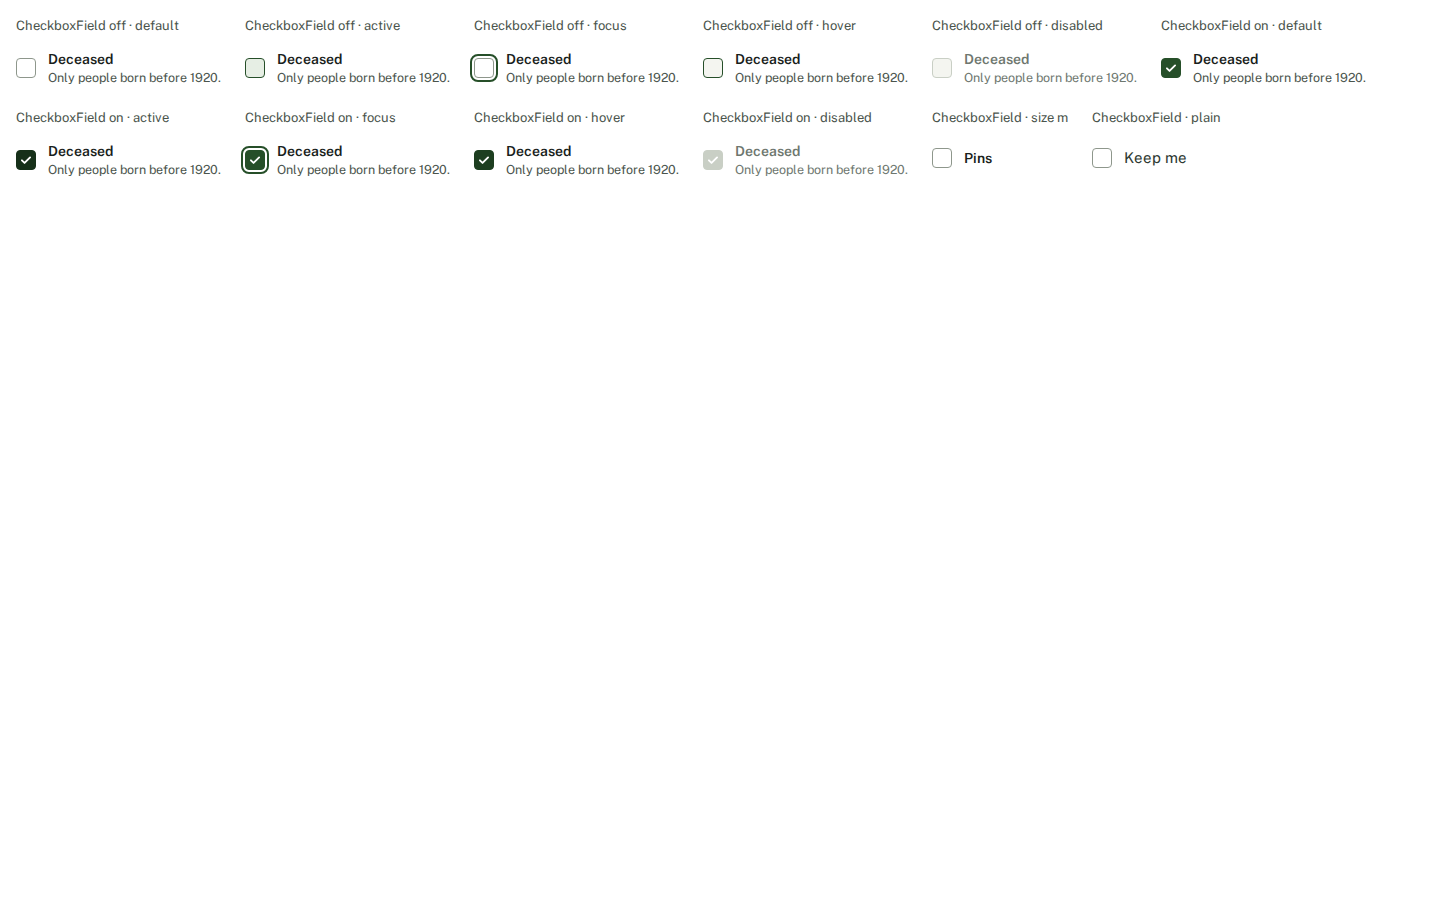 CheckboxField off · default
CheckboxField off · active
CheckboxField off · focus
CheckboxField off · hover
CheckboxField off · disabled
CheckboxField on · default
Deceased
Only people born before 1920.
Deceased
Only people born before 1920.
Deceased
Only people born before 1920.
Deceased
Only people born before 1920.
Deceased
Only people born before 1920.
Deceased
Only people born before 1920.
CheckboxField on · active
CheckboxField on · focus
CheckboxField on · hover
CheckboxField on · disabled
CheckboxField · size m
CheckboxField · plain
Deceased
Only people born before 1920.
Deceased
Only people born before 1920.
Deceased
Only people born before 1920.
Deceased
Only people born before 1920.
Pins
Keep me